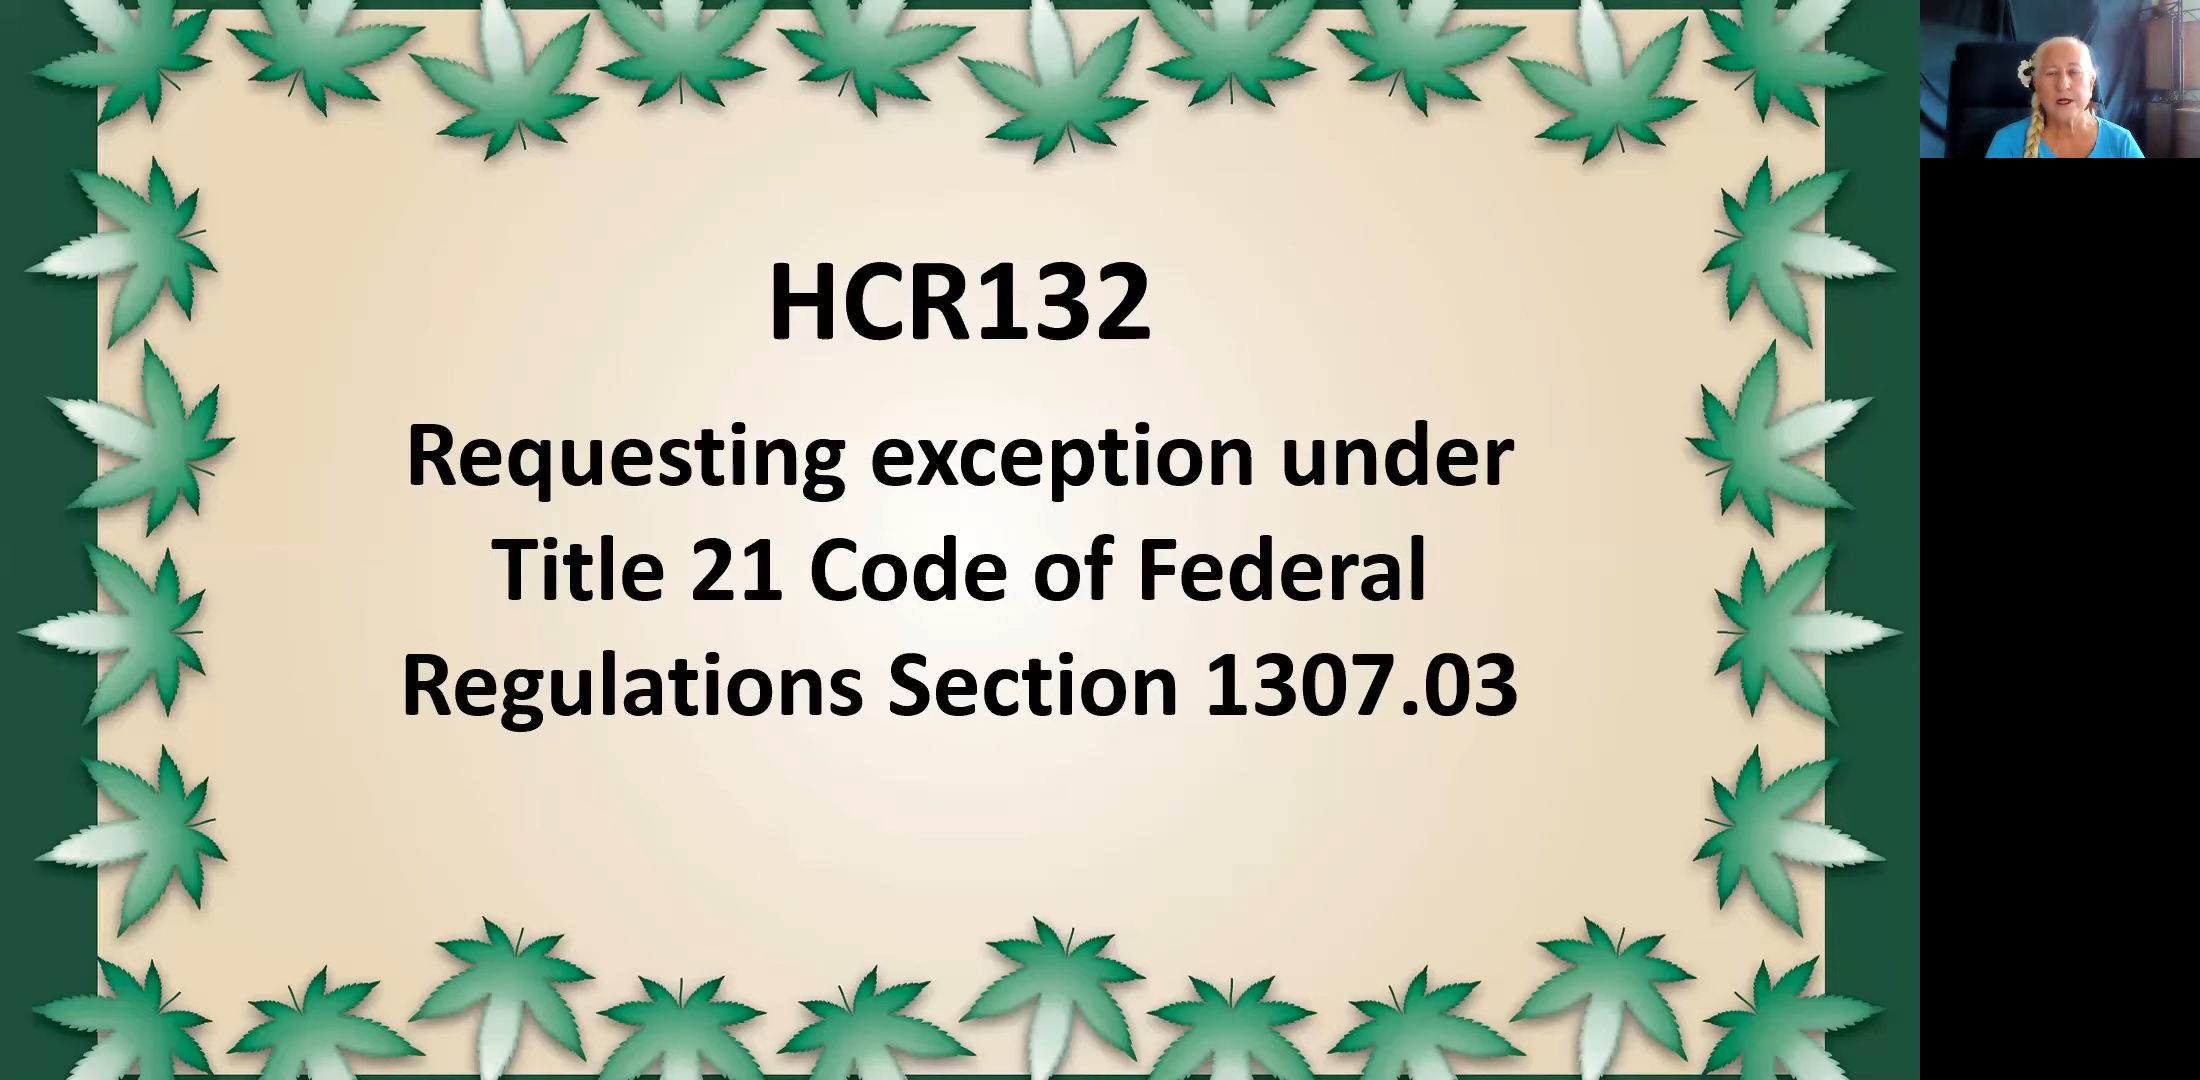 HCR132
Requesting exception under
Title 21 Code of Federal
Regulations Section 1307.03